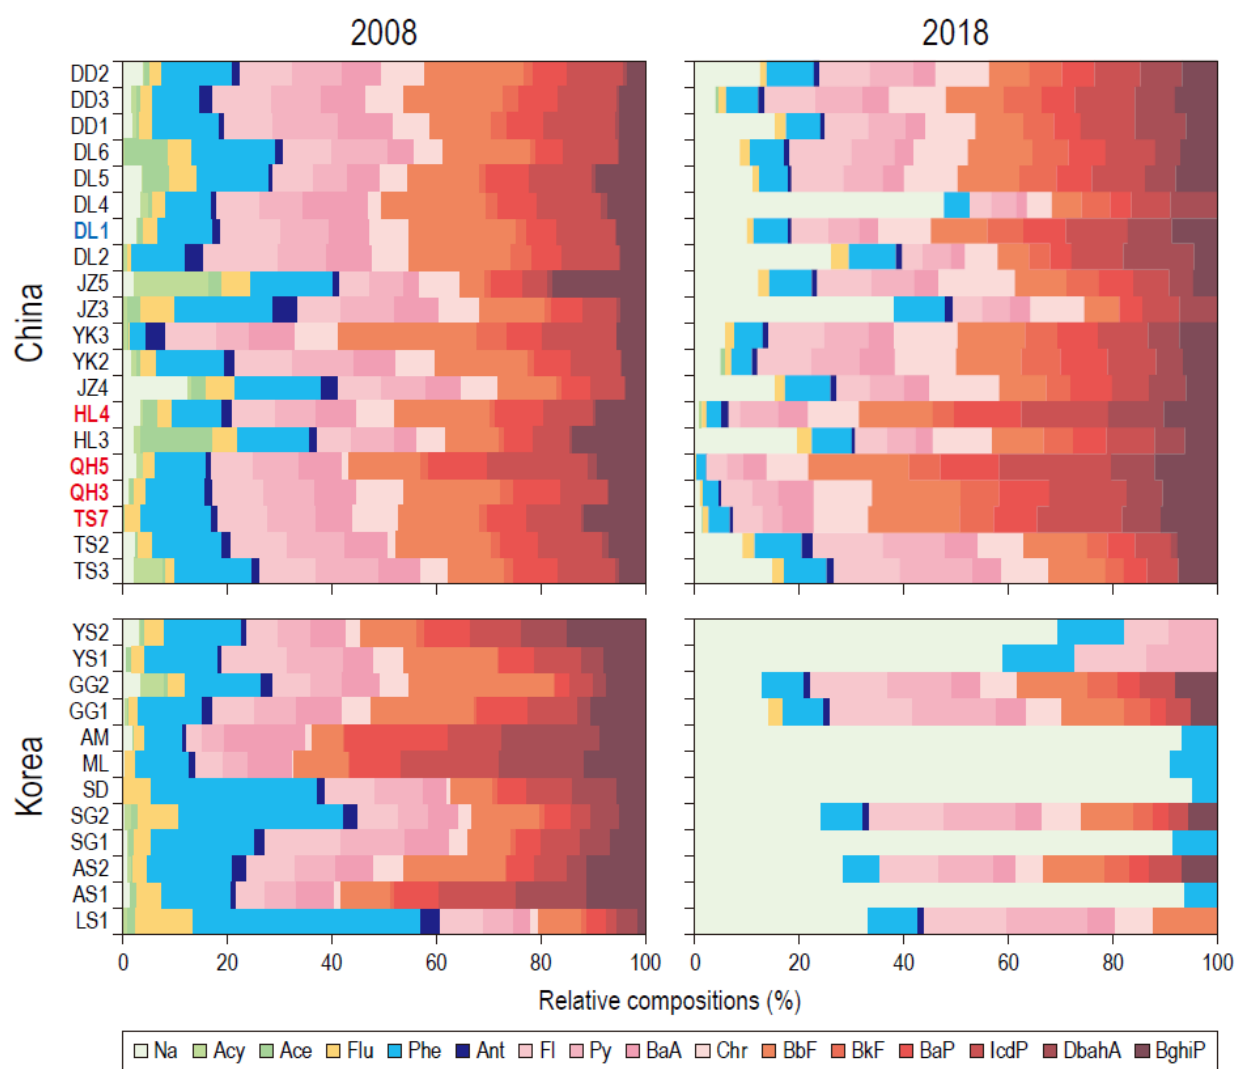 2008 2018
China
DD2
DD3
DD1
DL6
DL5
DL4
DL1
DL2
JZ5
JZ3
YK3
YK2
JZ4
HL4
HL3
QH5
QH3
TS7
TS2
TS3
Korea
YS2
YS1
GG2
GG1
AM
ML
SD
SG2
SG1
AS2
AS1
LS1
0 20 40 60 80 100 0 20 40 60 80 100
Relative compositions (%)
Na Acy Ace Flu Phe Ant Fl Py BaA Chr BbF BkF BaP IcdP DbahA BghiP